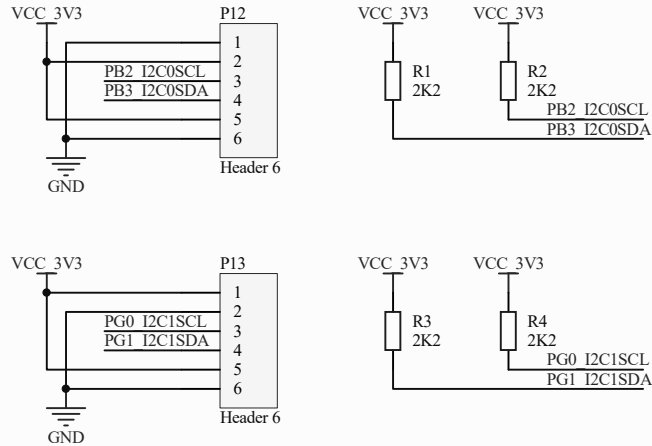 VCC_3V3
P12
1
2
PB2_I2C0SCL
3
PB3_I2C0SDA
4
5
6
GND
Header 6
VCC_3V3
VCC_3V3
R1
2K2
R2
2K2
PB2_I2C0SCL
PB3_I2C0SDA
VCC_3V3
P13
1
2
PG0_I2C1SCL
3
PG1_I2C1SDA
4
5
6
GND
Header 6
VCC_3V3
VCC_3V3
R3
2K2
R4
2K2
PG0_I2C1SCL
PG1_I2C1SDA